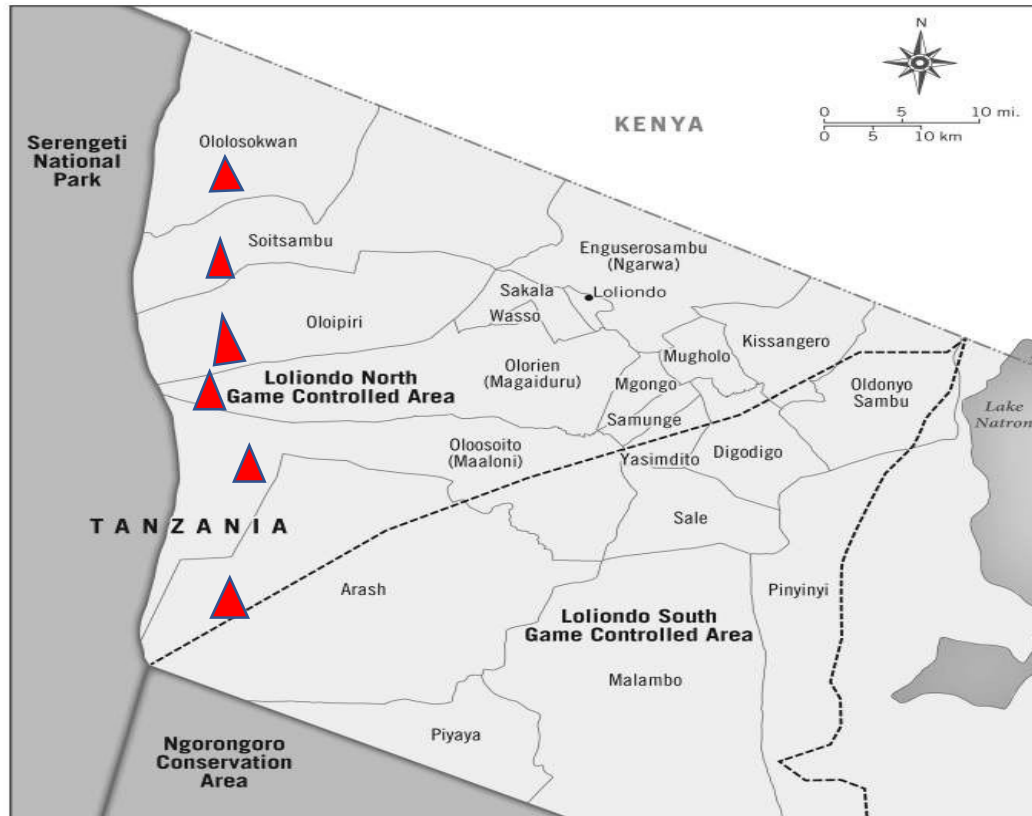 N
0 5 10 mi.
0 5 10 km
KENYA
Serengeti
National
Park
Ololosokwan
Soitsambu
Enguserosambu
(Ngarwa)
Sakala
Loliondo
Wasso
Oloipiri
Kissangero
Mugholo
Olorien
(Magaiduru)
Loliondo North
Game Controlled Area
Mgongo
Oldonyo
Sambu
Lake
Natron
Samunge
Oloosoito
(Maaloni)
Yasimdito
Digodigo
TANZANIA
Sale
Arash
Pinyinyi
Loliondo South
Game Controlled Area
Malambo
Piyaya
Ngorongoro
Conservation
Area